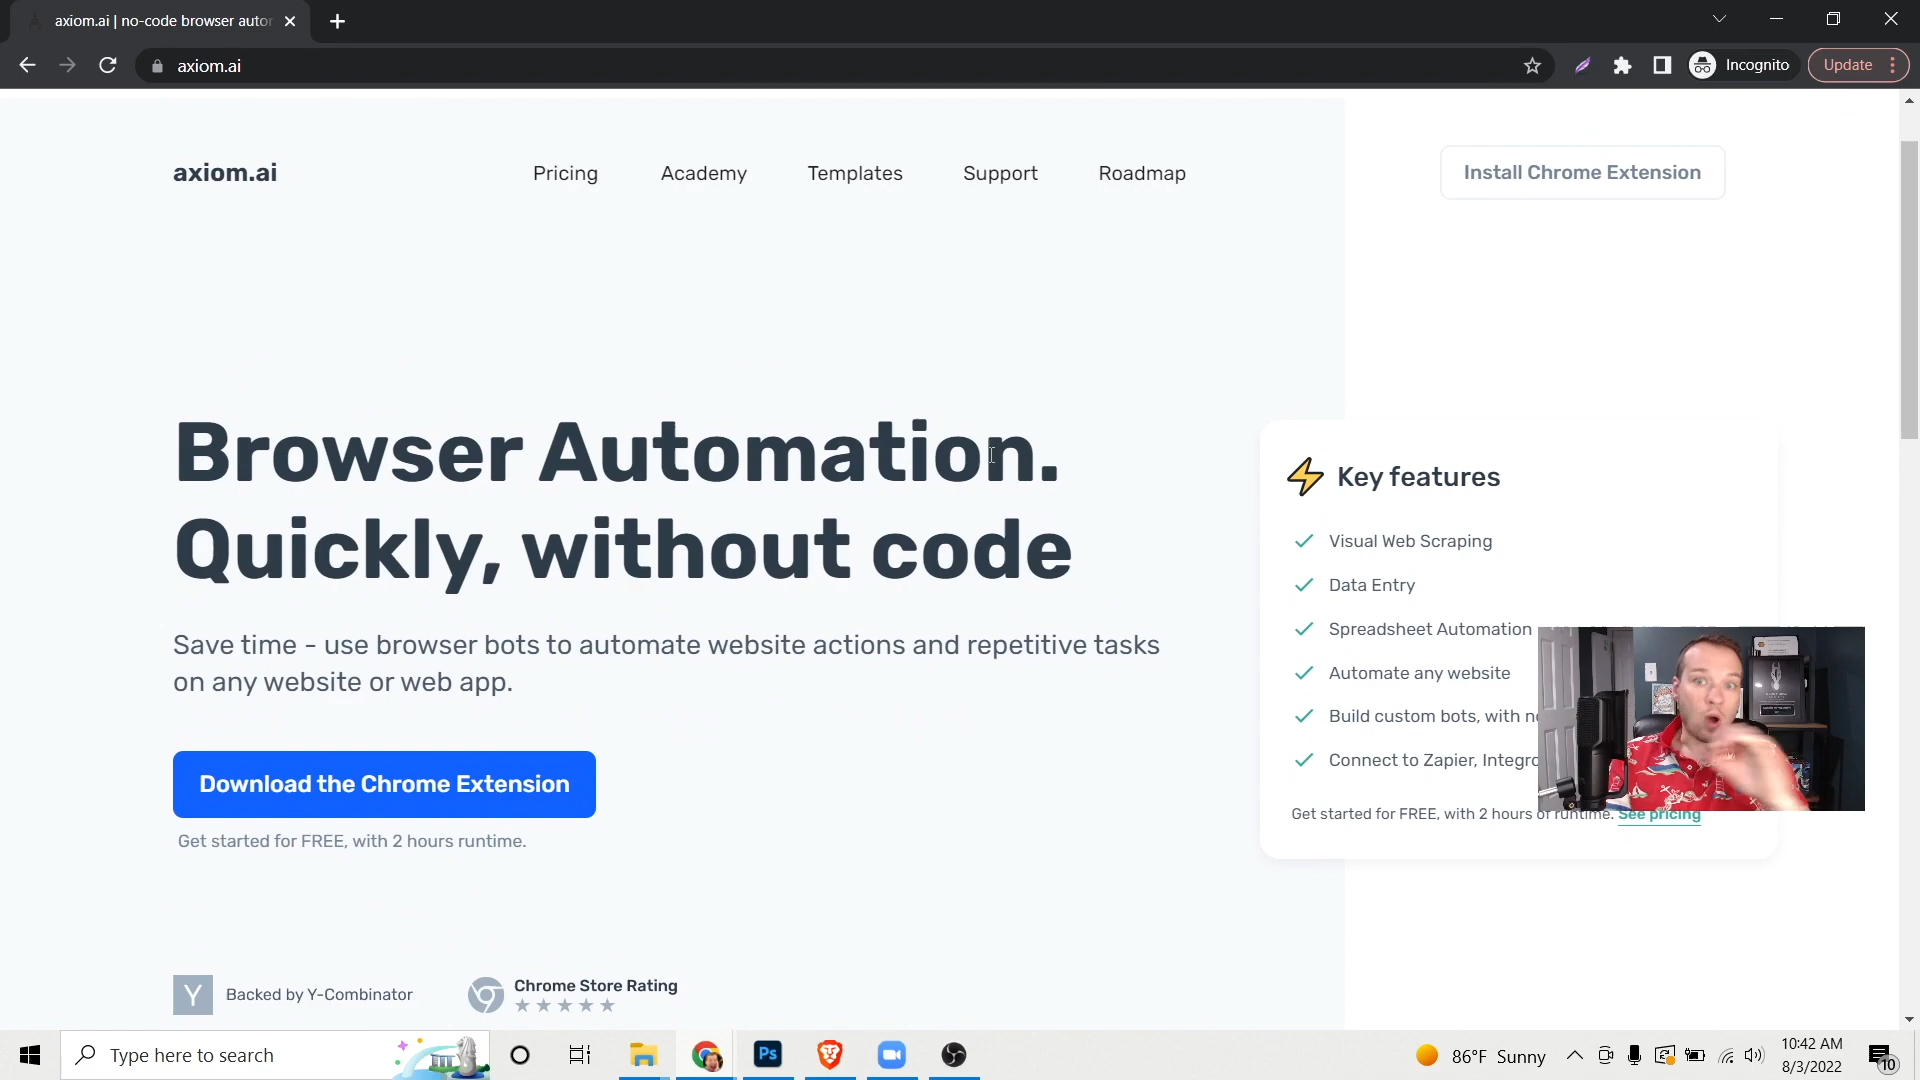 axiom.ai | no-code browser autor
axiom.ai
Incognito
Update
axiom.ai
Pricing
Academy
Templates
Support
Roadmap
Install Chrome Extension
Browser Automation.
Quickly, without code
Save time - use browser bots to automate website actions and repetitive tasks
on any website or web app.
Download the Chrome Extension
Get started for FREE, with 2 hours runtime.
Key features
Visual Web Scraping
Data Entry
Spreadsheet Automation
Automate any website
Build custom bots, with
Connect to Zapier,
Get started for FREE, with 2 hours of runtime. See pricing
Y
Backed by Y-Combinator
Chrome Store Rating
Type here to search
Ps
86°F Sunny
10:42 AM
8/3/2022
10